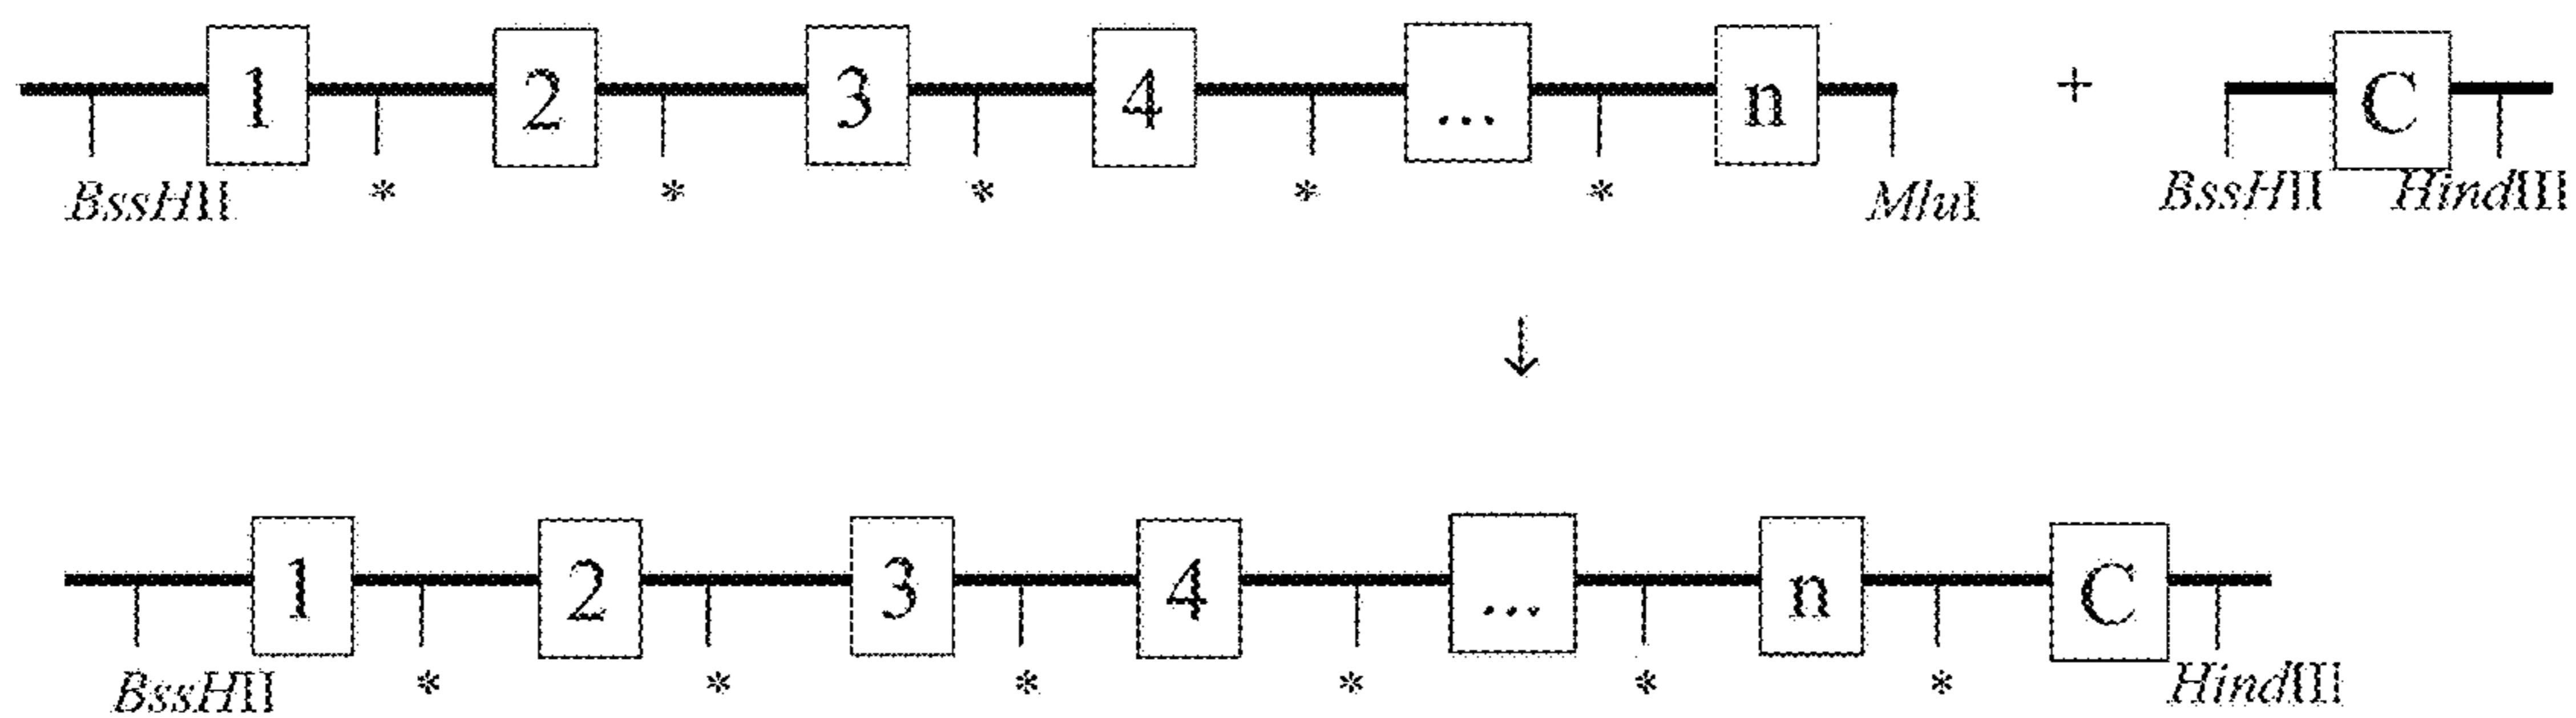 1 2 3 4 ... n + C
BssHII * * * * * MluI BssHII HindIII
↓
1 2 3 4 ... n C
BssHII * * * * * * HindIII